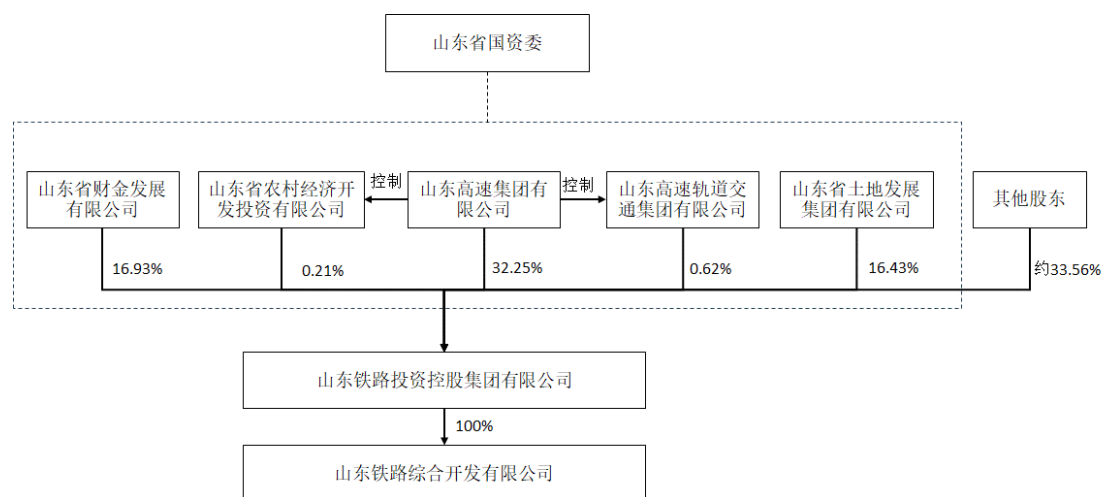 山东省国资委
山东省财金发展
有限公司
山东省农村经济开
发投资有限公司
控制
山东高速集团有
限公司
控制
山东高速轨道交
通集团有限公司
山东省土地发展
集团有限公司
其他股东
16.93%
0.21%
32.25%
0.62%
16.43%
约33.56%
山东铁路投资控股集团有限公司
100%
山东铁路综合开发有限公司